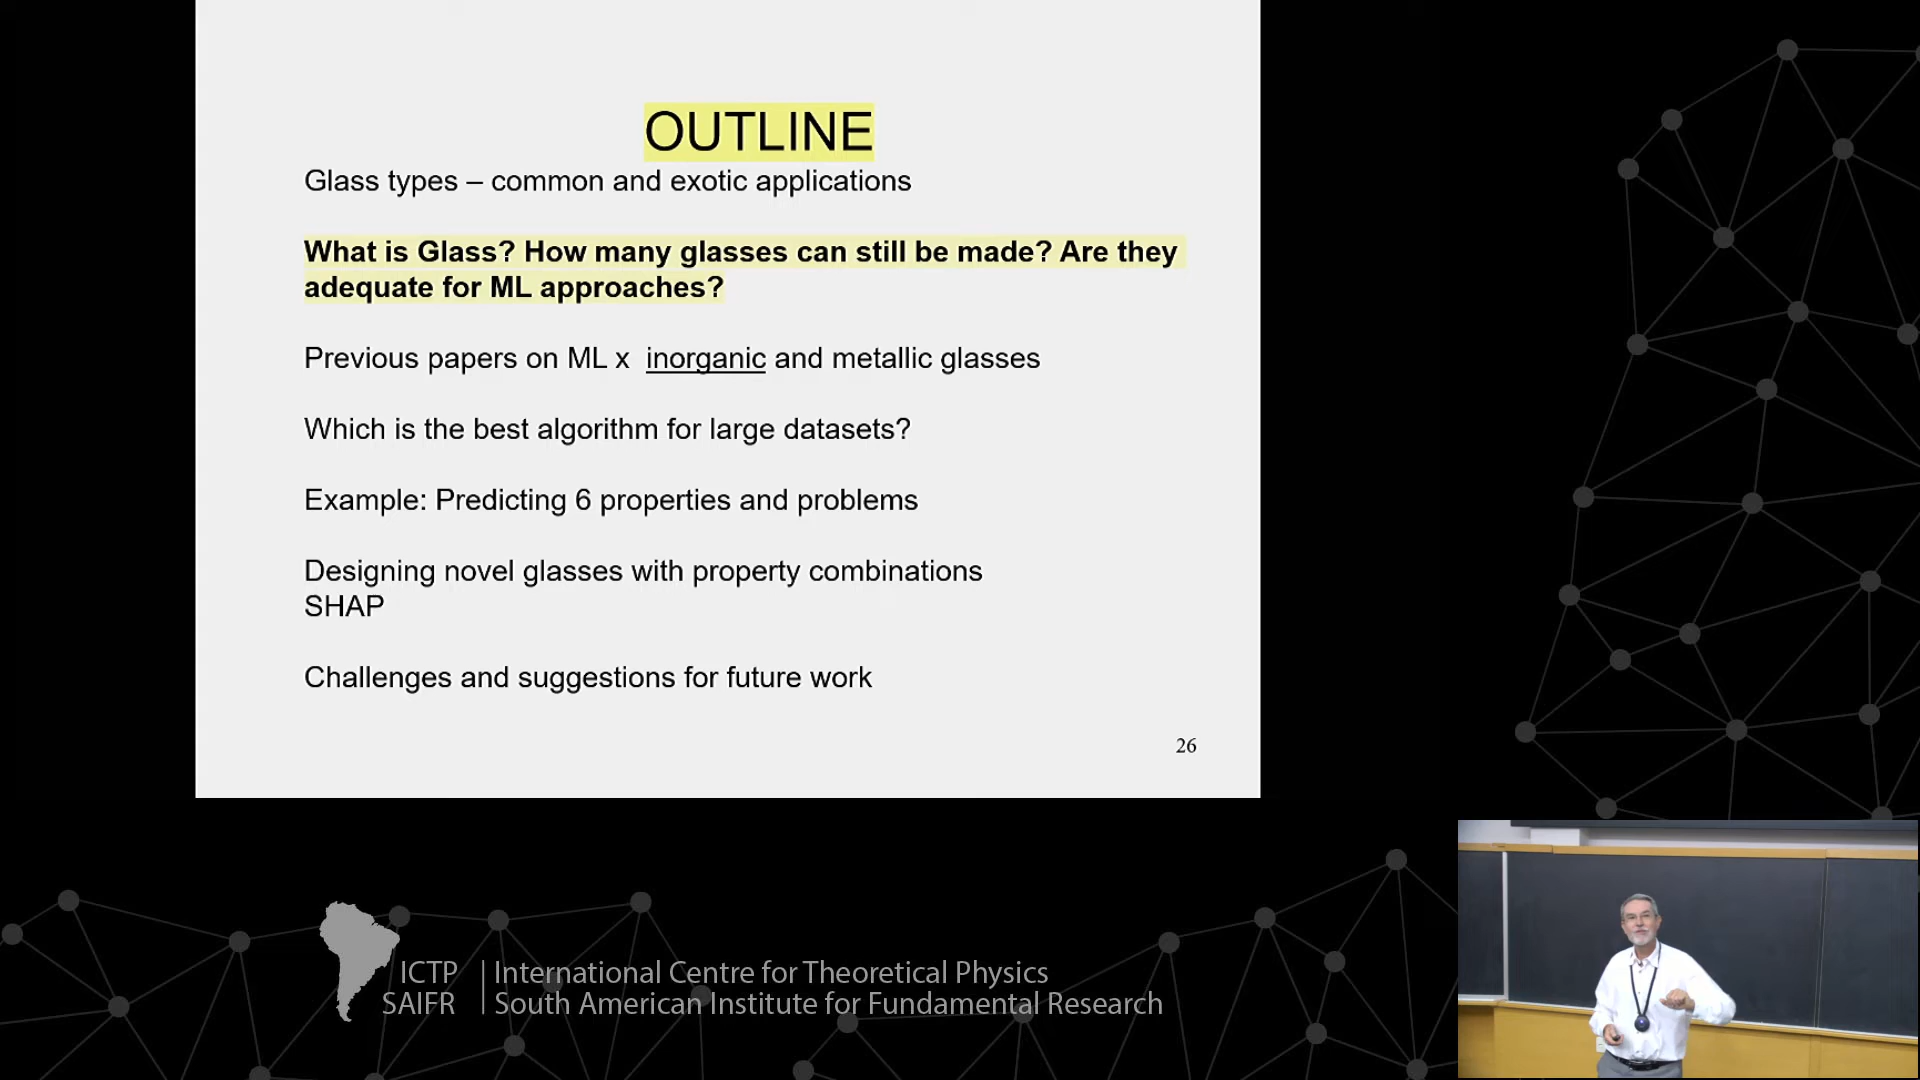 OUTLINE
Glass types – common and exotic applications
What is Glass? How many glasses can still be made? Are they
adequate for ML approaches?
Previous papers on ML x inorganic and metallic glasses
Which is the best algorithm for large datasets?
Example: Predicting 6 properties and problems
Designing novel glasses with property combinations
SHAP
Challenges and suggestions for future work
26
ICTP
SAIFR
International Centre for Theoretical Physics
South American Institute for Fundamental Research